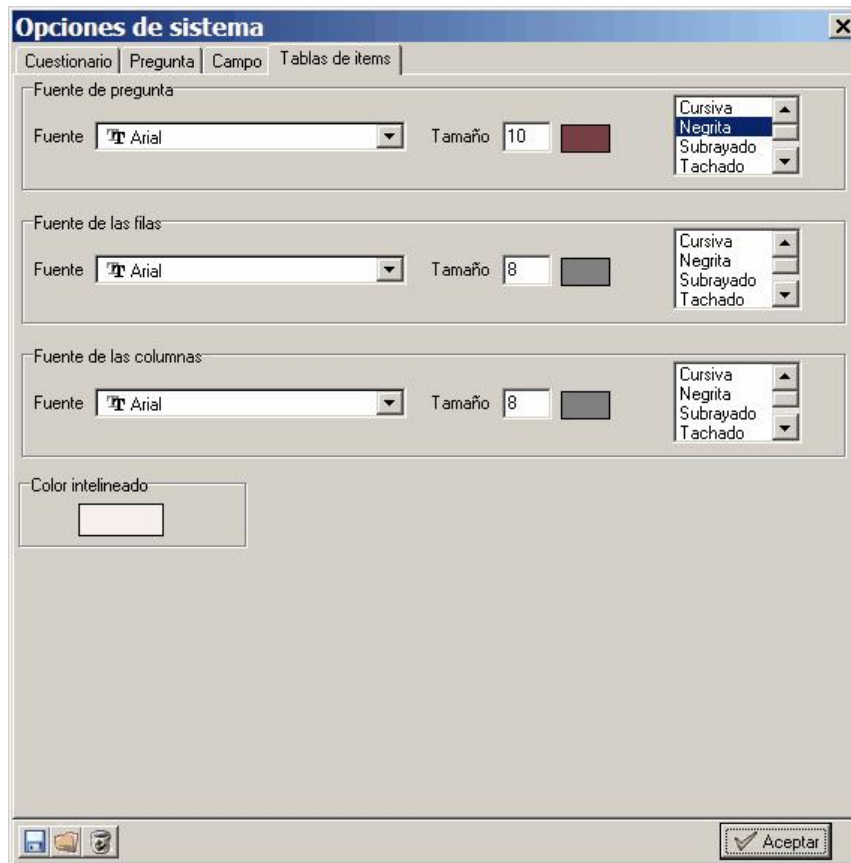 Opciones de sistema
Cuestionario Pregunta Campo Tablas de items
Fuente de pregunta
Fuente Arial Tamaño 10
Cursiva
Negrita
Subrayado
Tachado
Fuente de las filas
Fuente Arial Tamaño 8
Cursiva
Negrita
Subrayado
Tachado
Fuente de las columnas
Fuente Arial Tamaño 8
Cursiva
Negrita
Subrayado
Tachado
Color intelineado
Aceptar